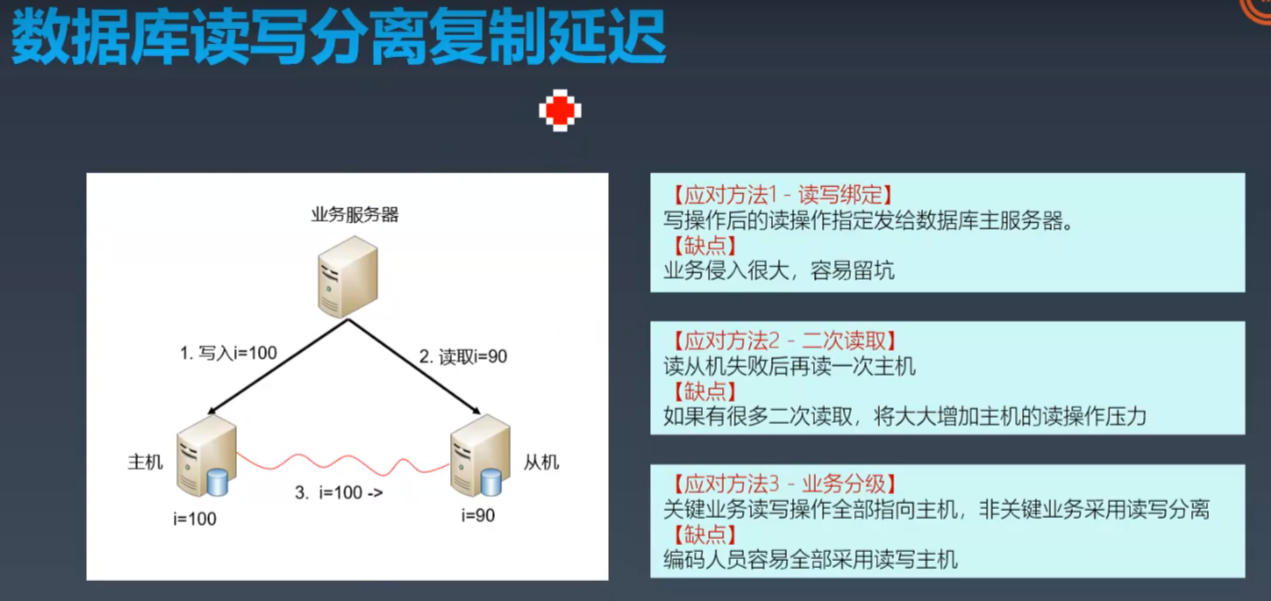 数据库读写分离复制延迟
业务服务器
1. 写入i=100
2. 读取i=90
主机
从机
3. i=100 ->
i=100
i=90
【应对方法1 - 读写绑定】
写操作后的读操作指定发给数据库主服务器。
【缺点】
业务侵入很大，容易留坑
【应对方法2 - 二次读取】
读从机失败后再读一次主机
【缺点】
如果有很多二次读取，将大大增加主机的读操作压力
【应对方法3 - 业务分级】
关键业务读写操作全部指向主机，非关键业务采用读写分离
【缺点】
编码人员容易全部采用读写主机